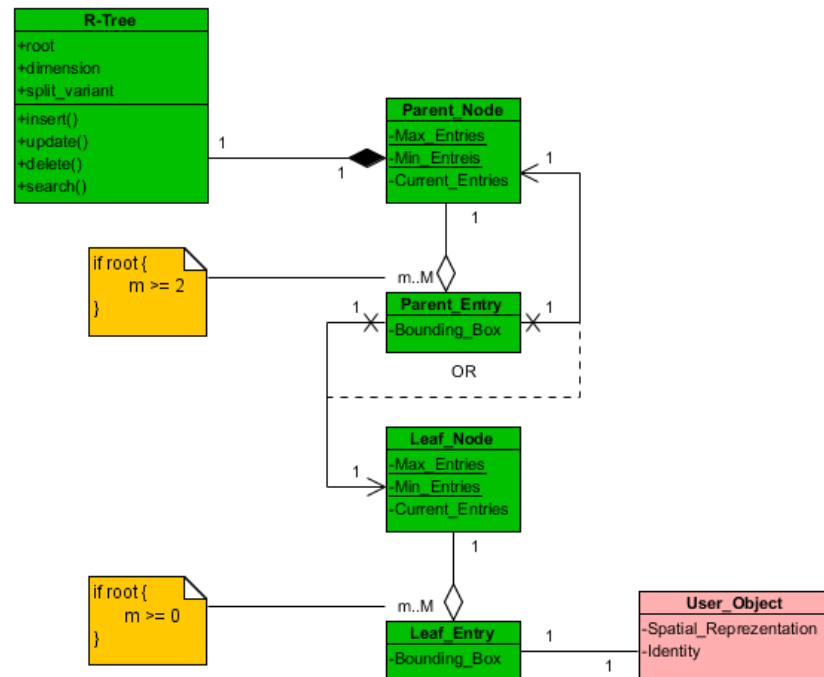 R-Tree
+root
+dimension
+split_variant
+insert()
+update()
+delete()
+search()
1
1
Parent_Node
-Max_Entries
-Min_Entreis
-Current_Entries
1
1
if root {
m >= 2
}
m..M
1
Parent_Entry
-Bounding_Box
1
OR
Leaf_Node
-Max_Entries
-Min_Entries
-Current_Entries
1
1
if root {
m >= 0
}
m..M
Leaf_Entry
-Bounding_Box
1
1
User_Object
-Spatial_Reprezentation
-Identity